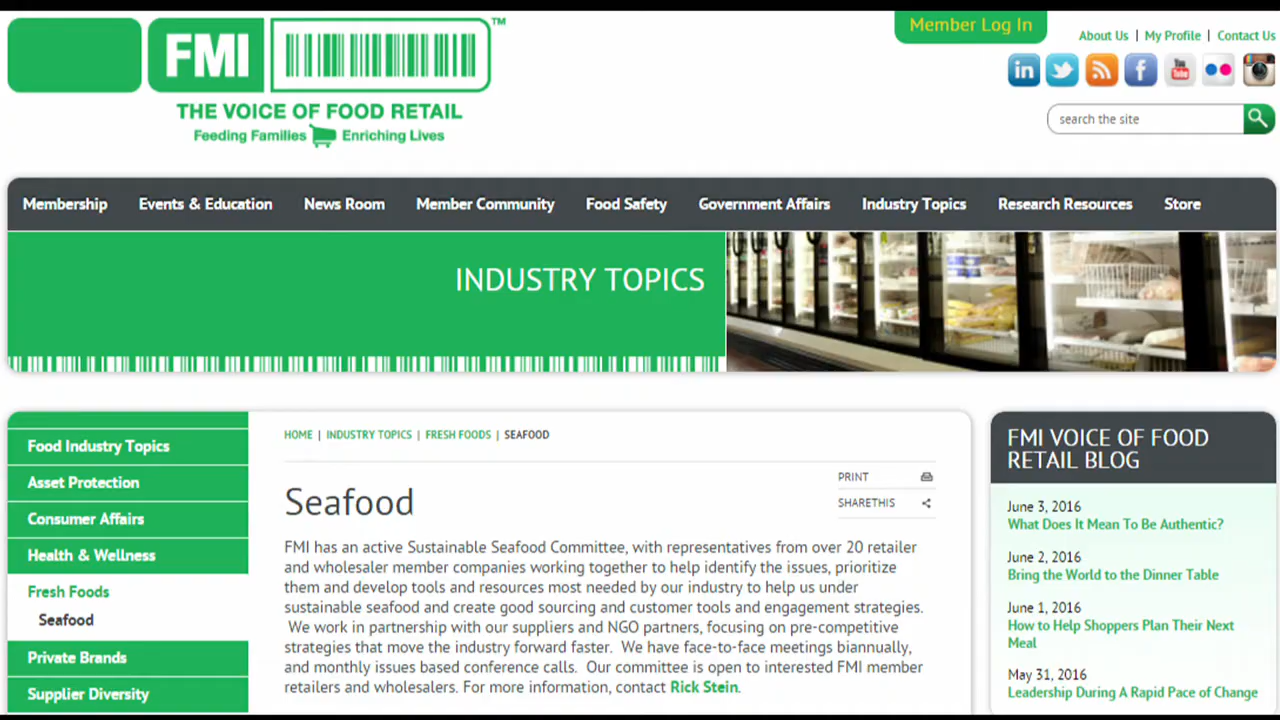 FMI
TM
THE VOICE OF FOOD RETAIL
Feeding Families Enriching Lives
Member Log In
About Us | My Profile | Contact Us
in
f
You Tube
search the site
Membership Events & Education News Room Member Community Food Safety Government Affairs Industry Topics Research Resources Store
INDUSTRY TOPICS
Food Industry Topics
Asset Protection
Consumer Affairs
Health & Wellness
Fresh Foods
Seafood
Private Brands
Supplier Diversity
HOME | INDUSTRY TOPICS | FRESH FOODS | SEAFOOD
PRINT
SHARETHIS
Seafood
FMI has an active Sustainable Seafood Committee, with representatives from over 20 retailer
and wholesaler member companies working together to help identify the issues, prioritize
them and develop tools and resources most needed by our industry to help us under
sustainable seafood and create good sourcing and customer tools and engagement strategies.
We work in partnership with our suppliers and NGO partners, focusing on pre-competitive
strategies that move the industry forward faster. We have face-to-face meetings biannually,
and monthly issues based conference calls. Our committee is open to interested FMI member
retailers and wholesalers. For more information, contact Rick Stein.
FMI VOICE OF FOOD
RETAIL BLOG
June 3, 2016
What Does It Mean To Be Authentic?
June 2, 2016
Bring the World to the Dinner Table
June 1, 2016
How to Help Shoppers Plan Their Next
Meal
May 31, 2016
Leadership During A Rapid Pace of Change